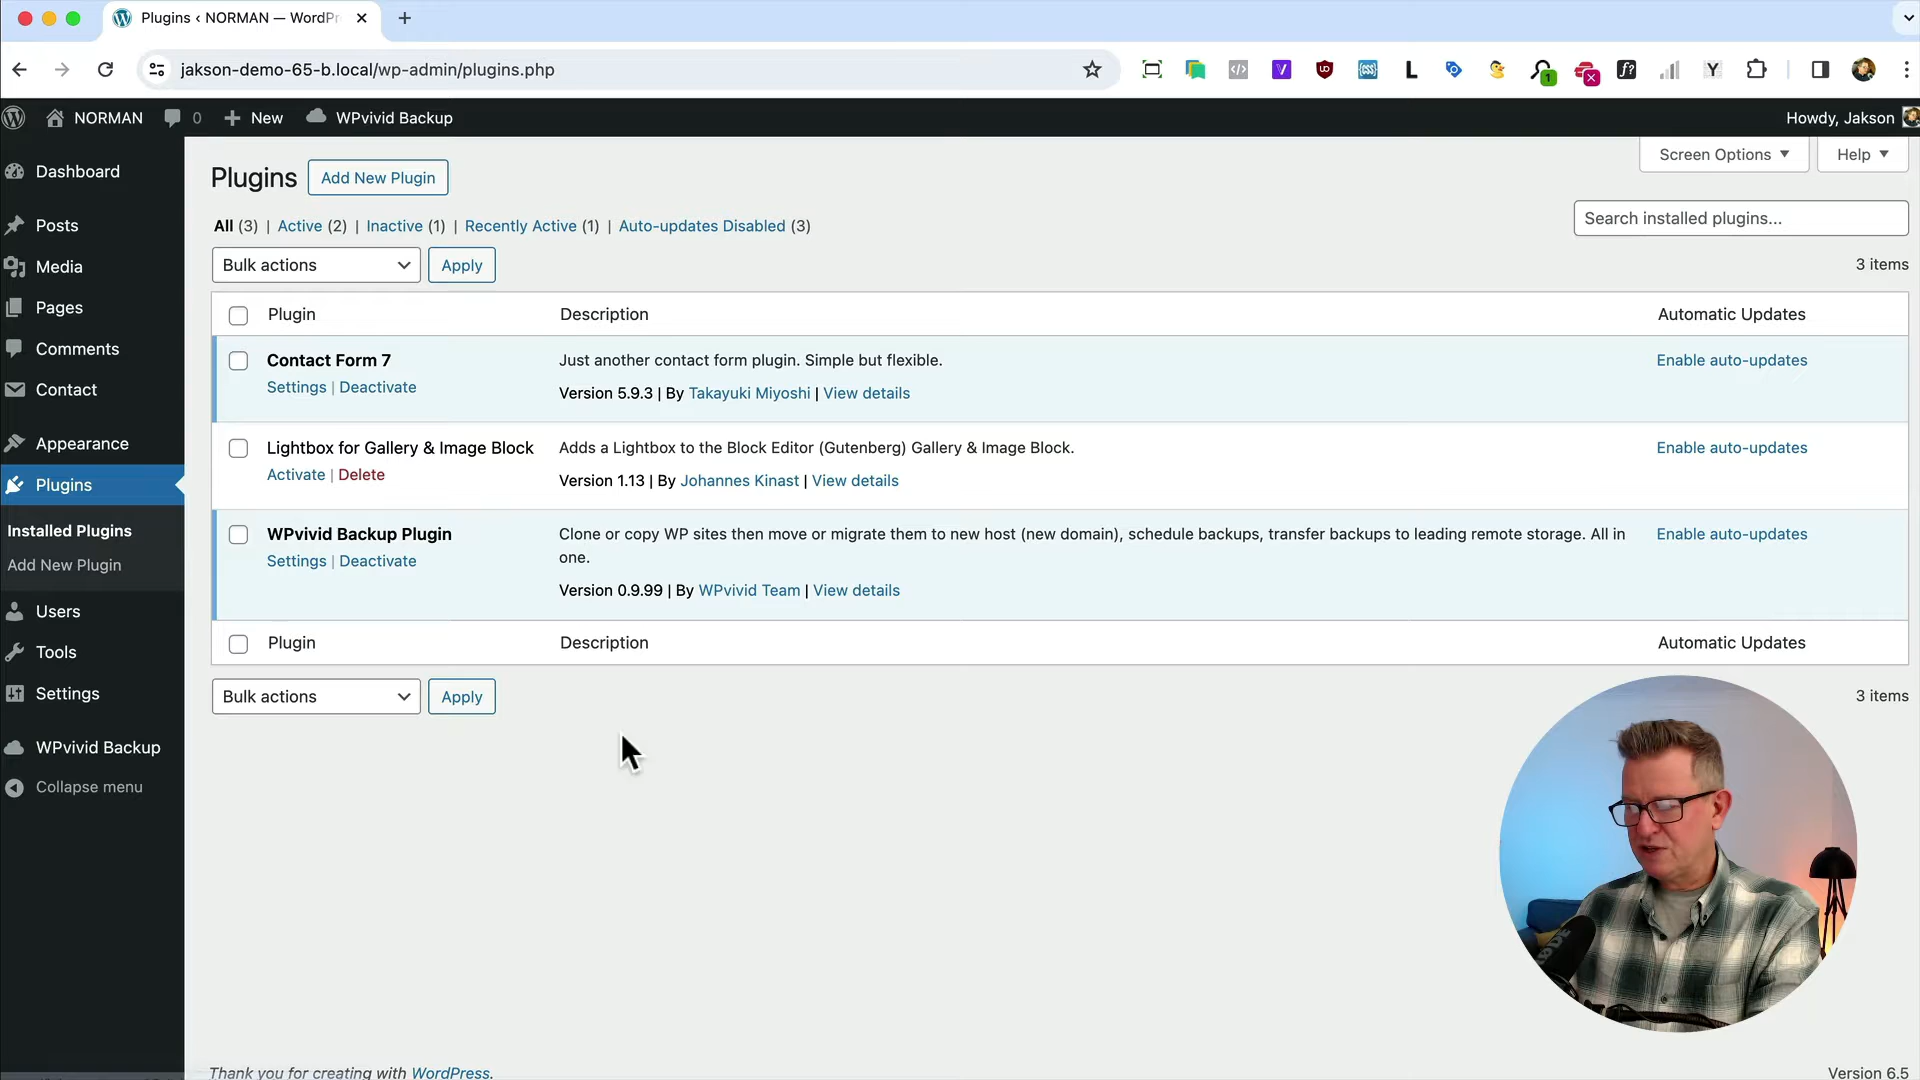 Plugins ‹ NORMAN — WordPr
jakson-demo-65-b.local/wp-admin/plugins.php
NORMAN 0 New WPvivid Backup Howdy, Jakson
Dashboard
Posts
Media
Pages
Comments
Contact
Appearance
Plugins
Installed Plugins
Add New Plugin
Users
Tools
Settings
WPvivid Backup
Collapse menu
Screen Options Help
Plugins Add New Plugin
All (3) | Active (2) | Inactive (1) | Recently Active (1) | Auto-updates Disabled (3)
Search installed plugins...
Bulk actions Apply 3 items
Plugin Description Automatic Updates
Contact Form 7 Just another contact form plugin. Simple but flexible. Enable auto-updates
Settings | Deactivate Version 5.9.3 | By Takayuki Miyoshi | View details
Lightbox for Gallery & Image Block Adds a Lightbox to the Block Editor (Gutenberg) Gallery & Image Block. Enable auto-updates
Activate | Delete Version 1.13 | By Johannes Kinast | View details
WPvivid Backup Plugin Clone or copy WP sites then move or migrate them to new host (new domain), schedule backups, transfer backups to leading remote storage. All in Enable auto-updates
Settings | Deactivate one.
Version 0.9.99 | By WPvivid Team | View details
Plugin Description Automatic Updates
Bulk actions Apply 3 items
RODE
Thank you for creating with WordPress. Version 6.5